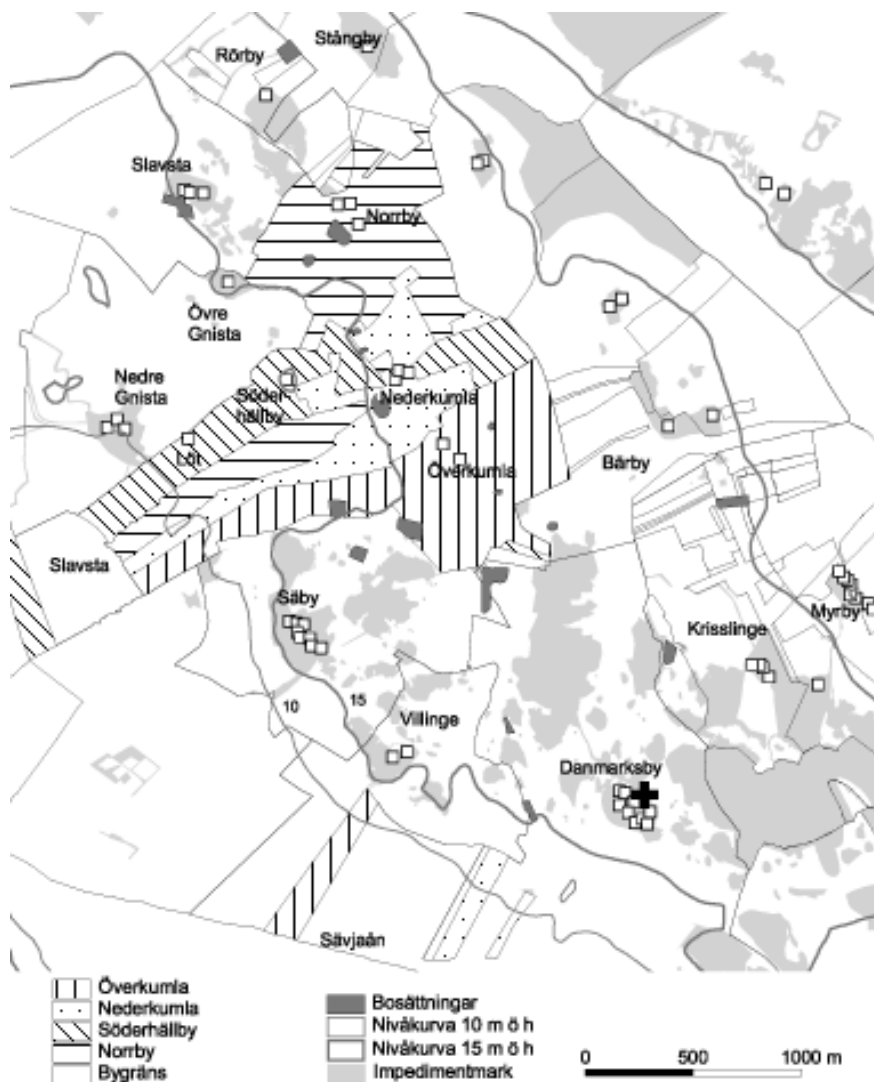 Stångby
Rörby
Slavsta
Norrby
Övre
Gnista
Nedre
Gnista
Söder-
hällby
Nederkumla
Löt
Överkumla
Bärby
Slavsta
Säby
Myrby
Krisslinge
10
15
Villinge
Danmarksby
Sävjaån
Överkumla
Nederkumla
Söderhällby
Norrby
Bygräns
Bosättningar
Nivåkurva 10 m ö h
Nivåkurva 15 m ö h
Impedimentmark
0 500 1000 m